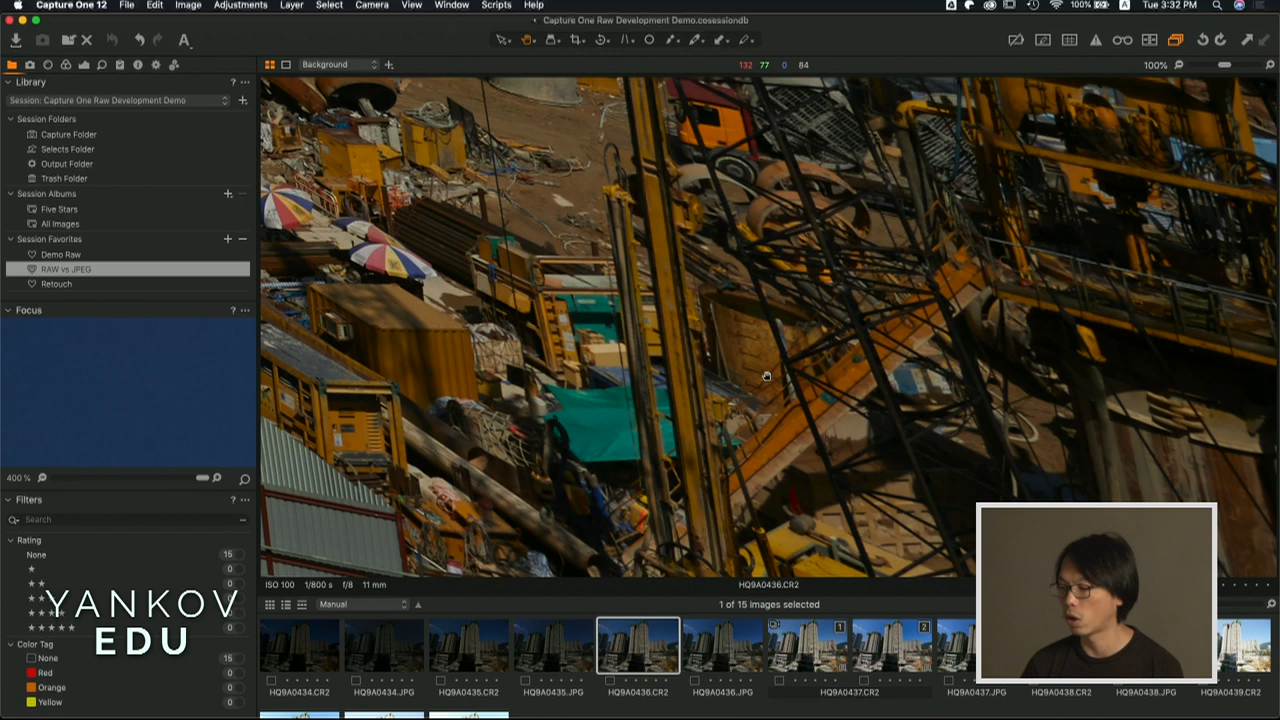 Capture One 12 File Edit Image Adjustments Layer Select Camera View Window Scripts Help 100% A Tue 3:32 PM
Capture One Raw Development Demo.cosessiondb
Background 132 77 0 84 100%
Library ? ...
Session: Capture One Raw Development Demo
Session Folders
Capture Folder
Selects Folder
Output Folder
Trash Folder
Session Albums
Five Stars
All Images
Session Favorites
Demo Raw
RAW vs JPEG
Retouch
Focus ? ...
400 %
Filters ? ...
Search
Rating
None 15
0
0
0
0
0
YANKOV
EDU
Color Tag
None 15
Red 0
Orange 0
Yellow 0
ISO 100 1/800 s f/8 11 mm HQ9A0436.CR2
Manual 1 of 15 images selected
1 2
HQ9A0434.CR2 HQ9A0434.JPG HQ9A0435.CR2 HQ9A0435.JPG HQ9A0436.CR2 HQ9A0436.JPG HQ9A0437.CR2 HQ9A0437.JPG HQ9A0438.CR2 HQ9A0438.JPG HQ9A0439.CR2